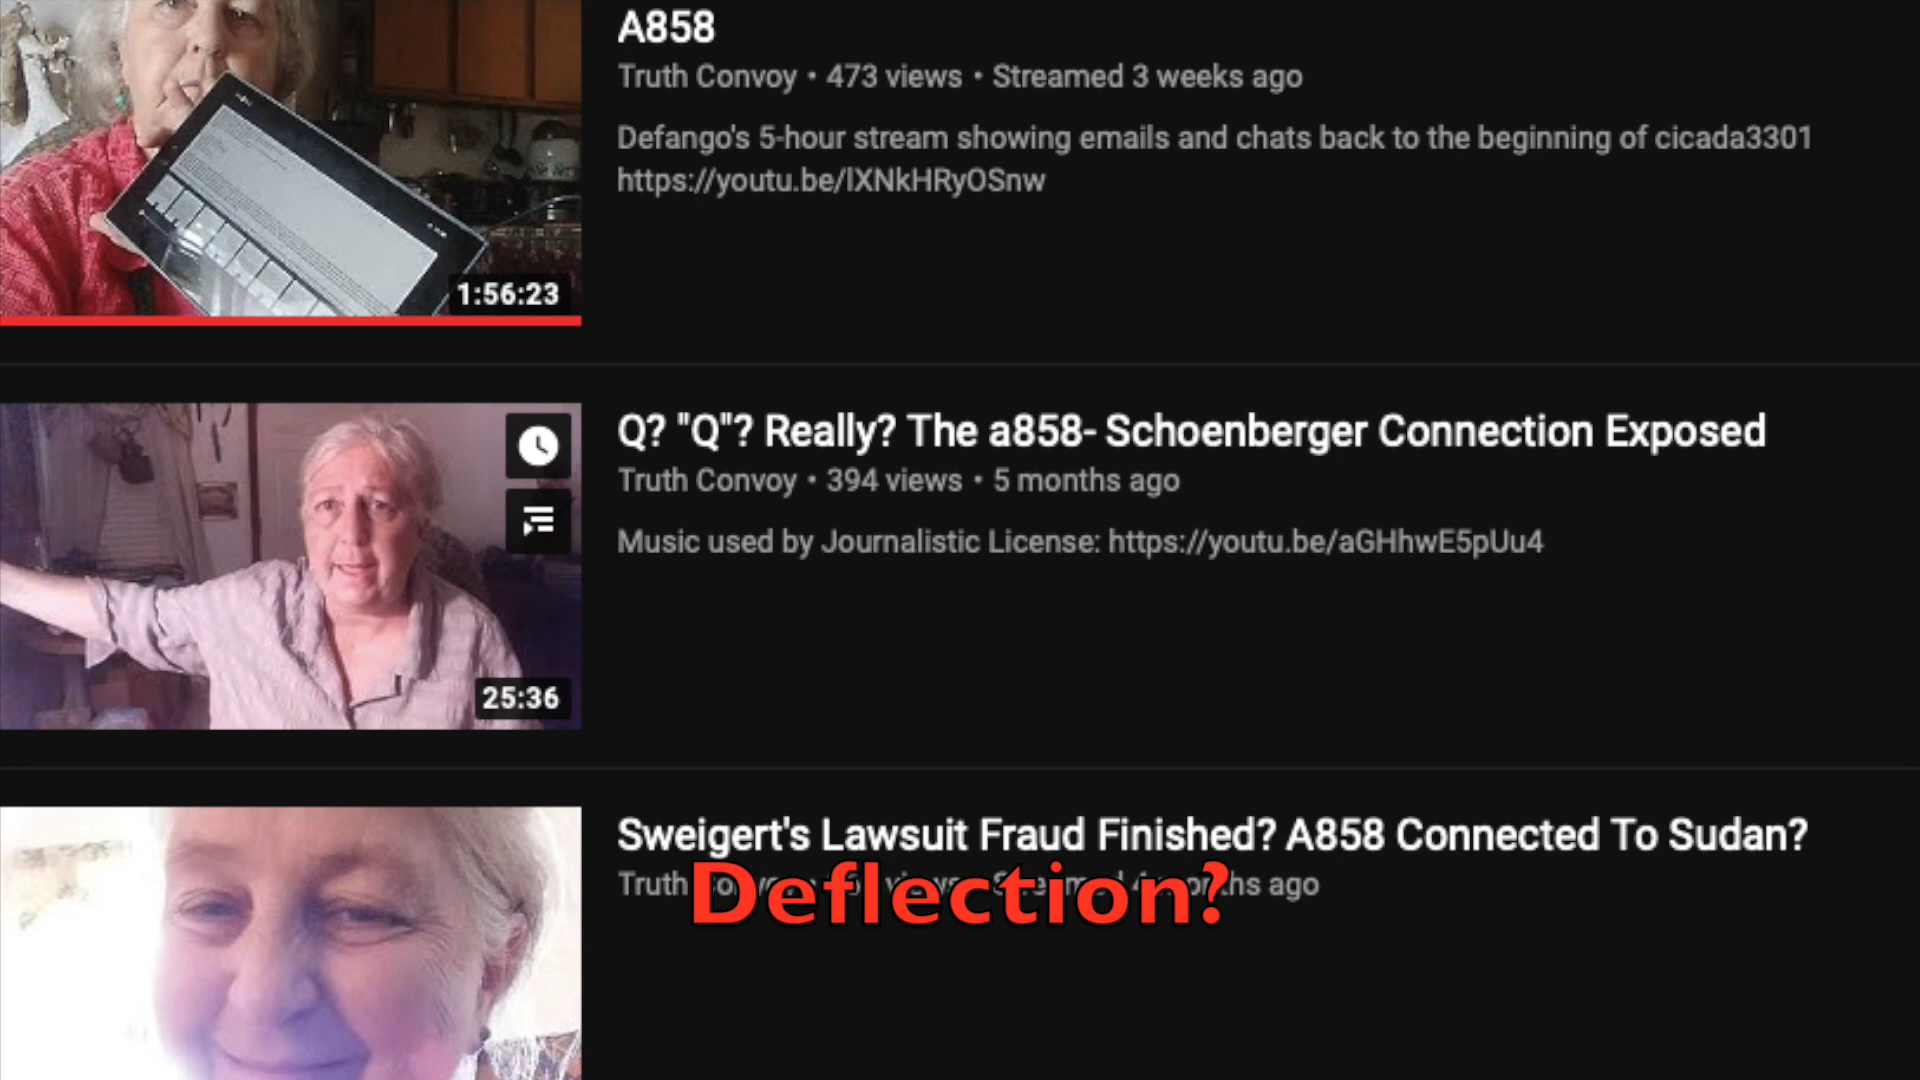 A858
Truth Convoy • 473 views • Streamed 3 weeks ago
Defango's 5-hour stream showing emails and chats back to the beginning of cicada3301
https://youtu.be/lXNkHRyOSnw
1:56:23
Q? "Q"? Really? The a858- Schoenberger Connection Exposed
Truth Convoy • 394 views • 5 months ago
Music used by Journalistic License: https://youtu.be/aGHhwE5pUu4
25:36
Sweigert's Lawsuit Fraud Finished? A858 Connected To Sudan?
Truth Convoy • views • Streamed 4 months ago
Deflection?